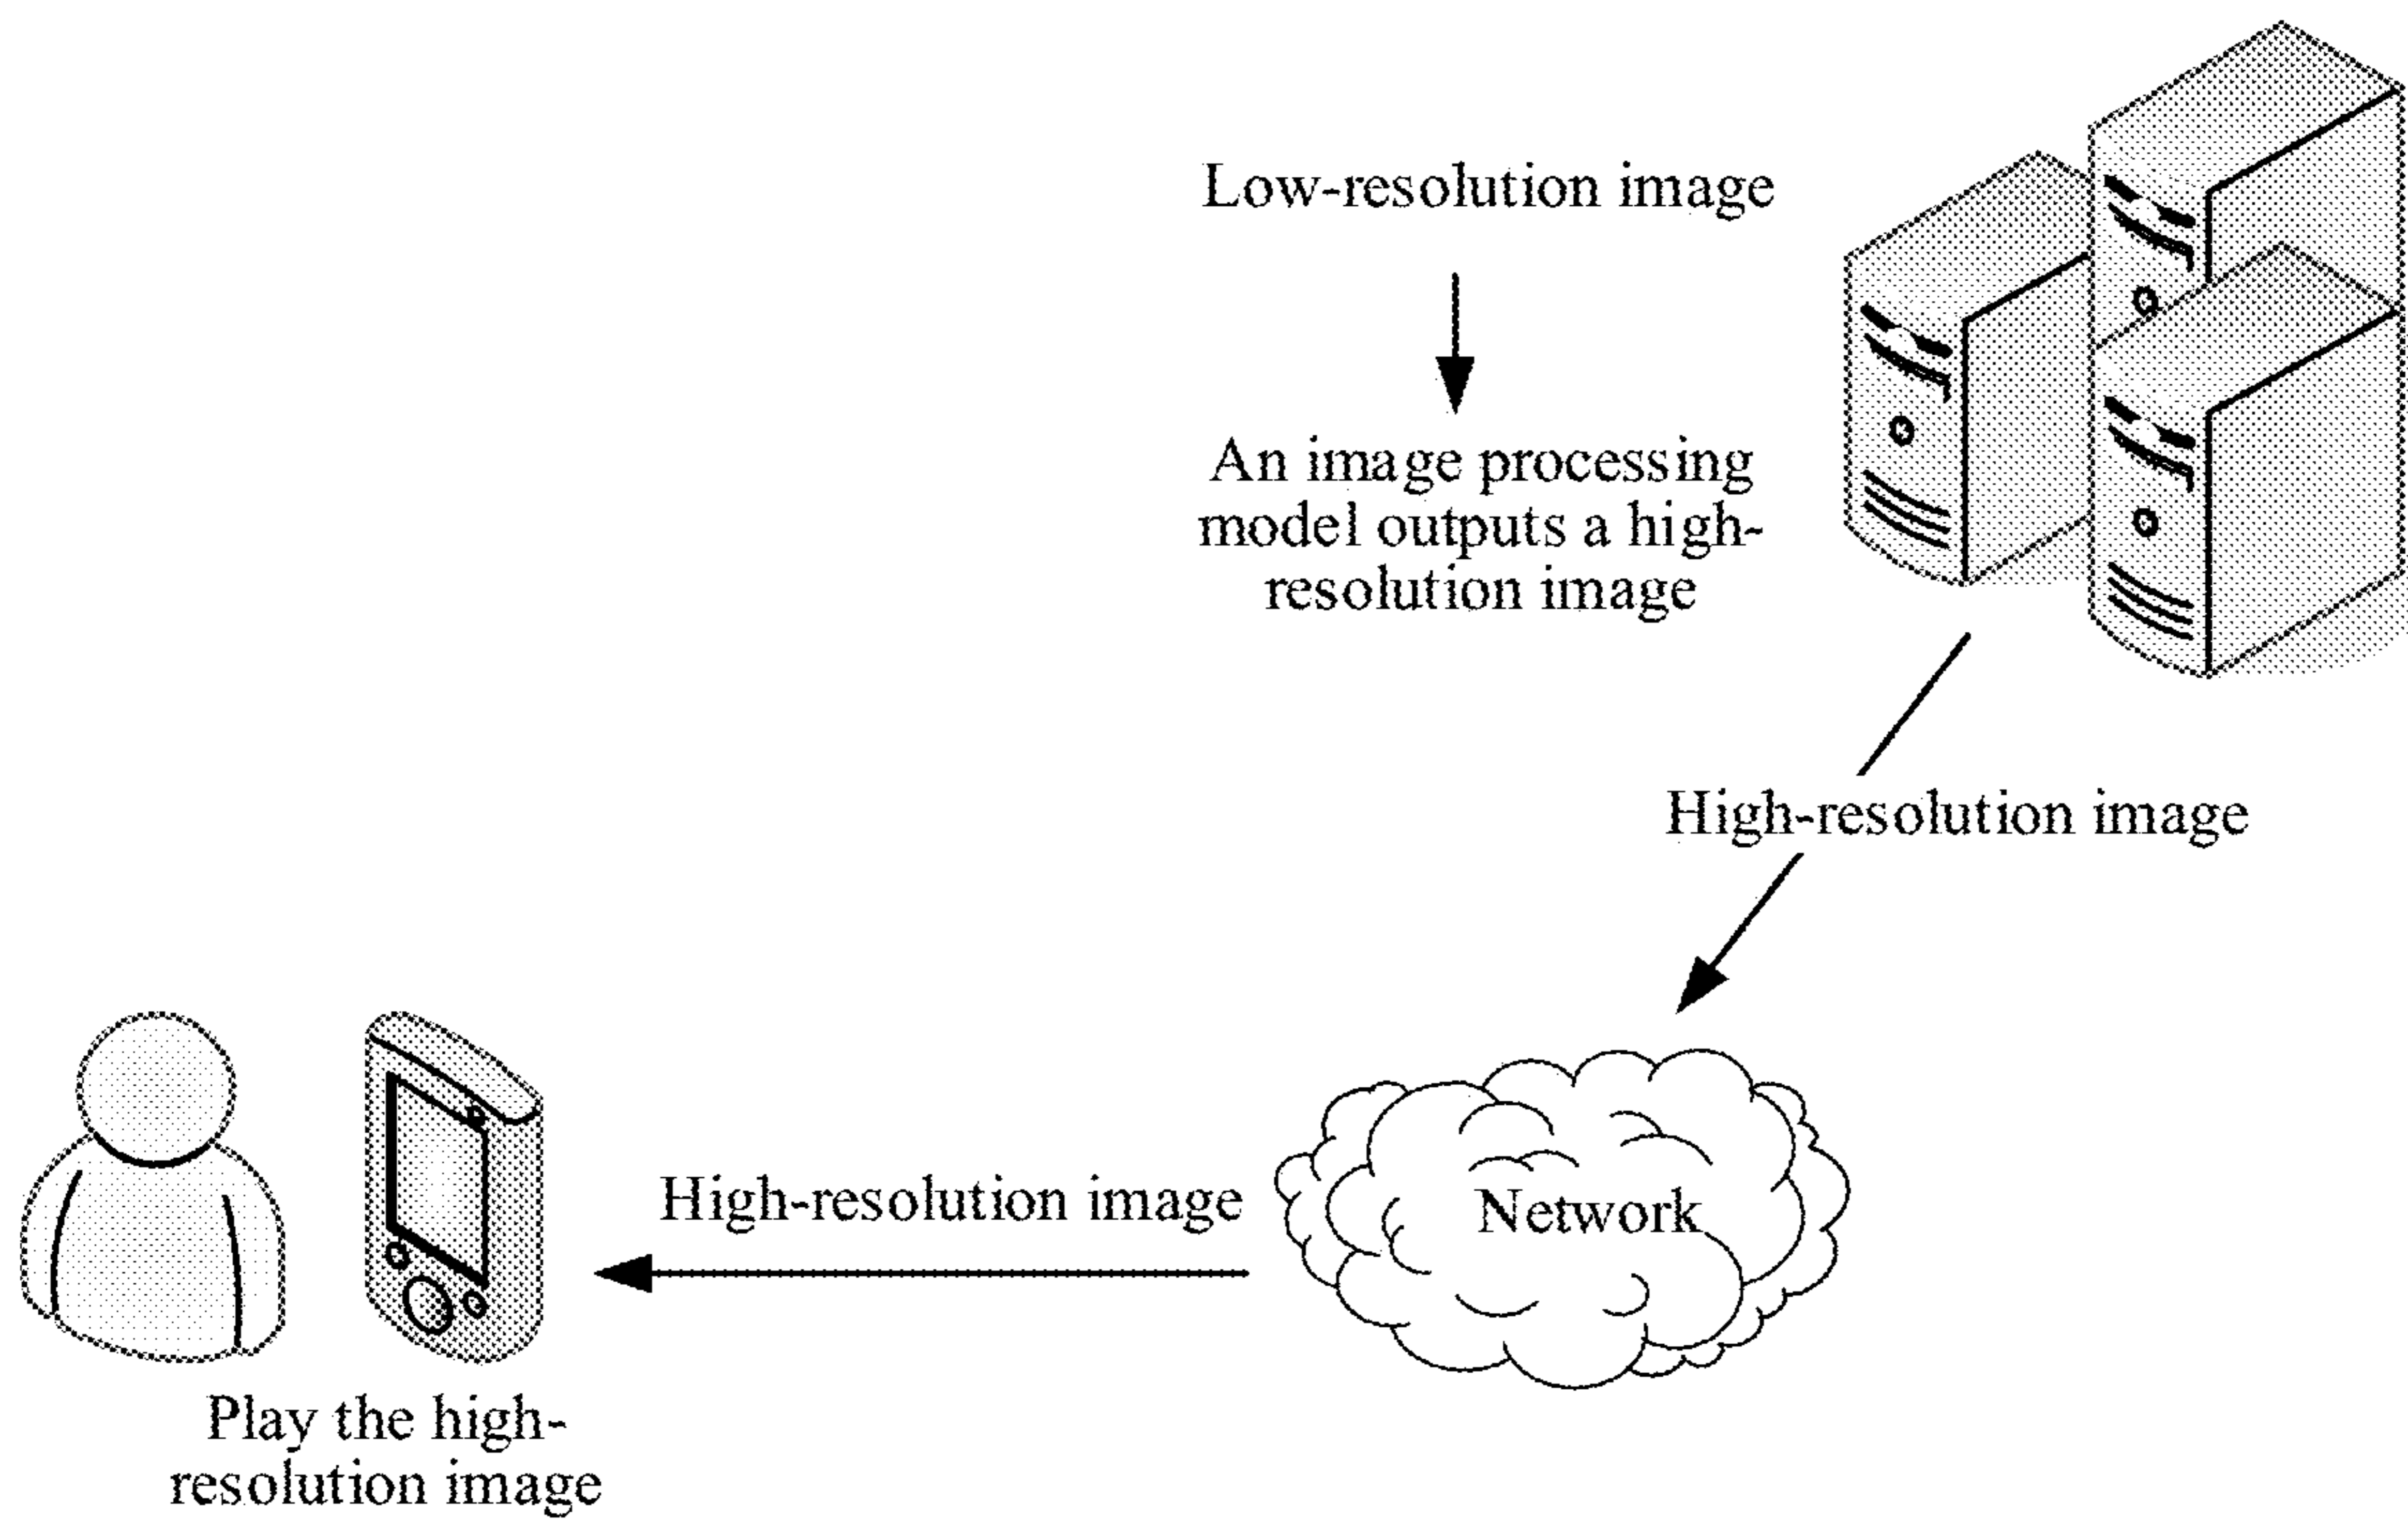 Low-resolution image
An image processing
model outputs a high-
resolution image
High-resolution image
Network
High-resolution image
Play the high-
resolution image